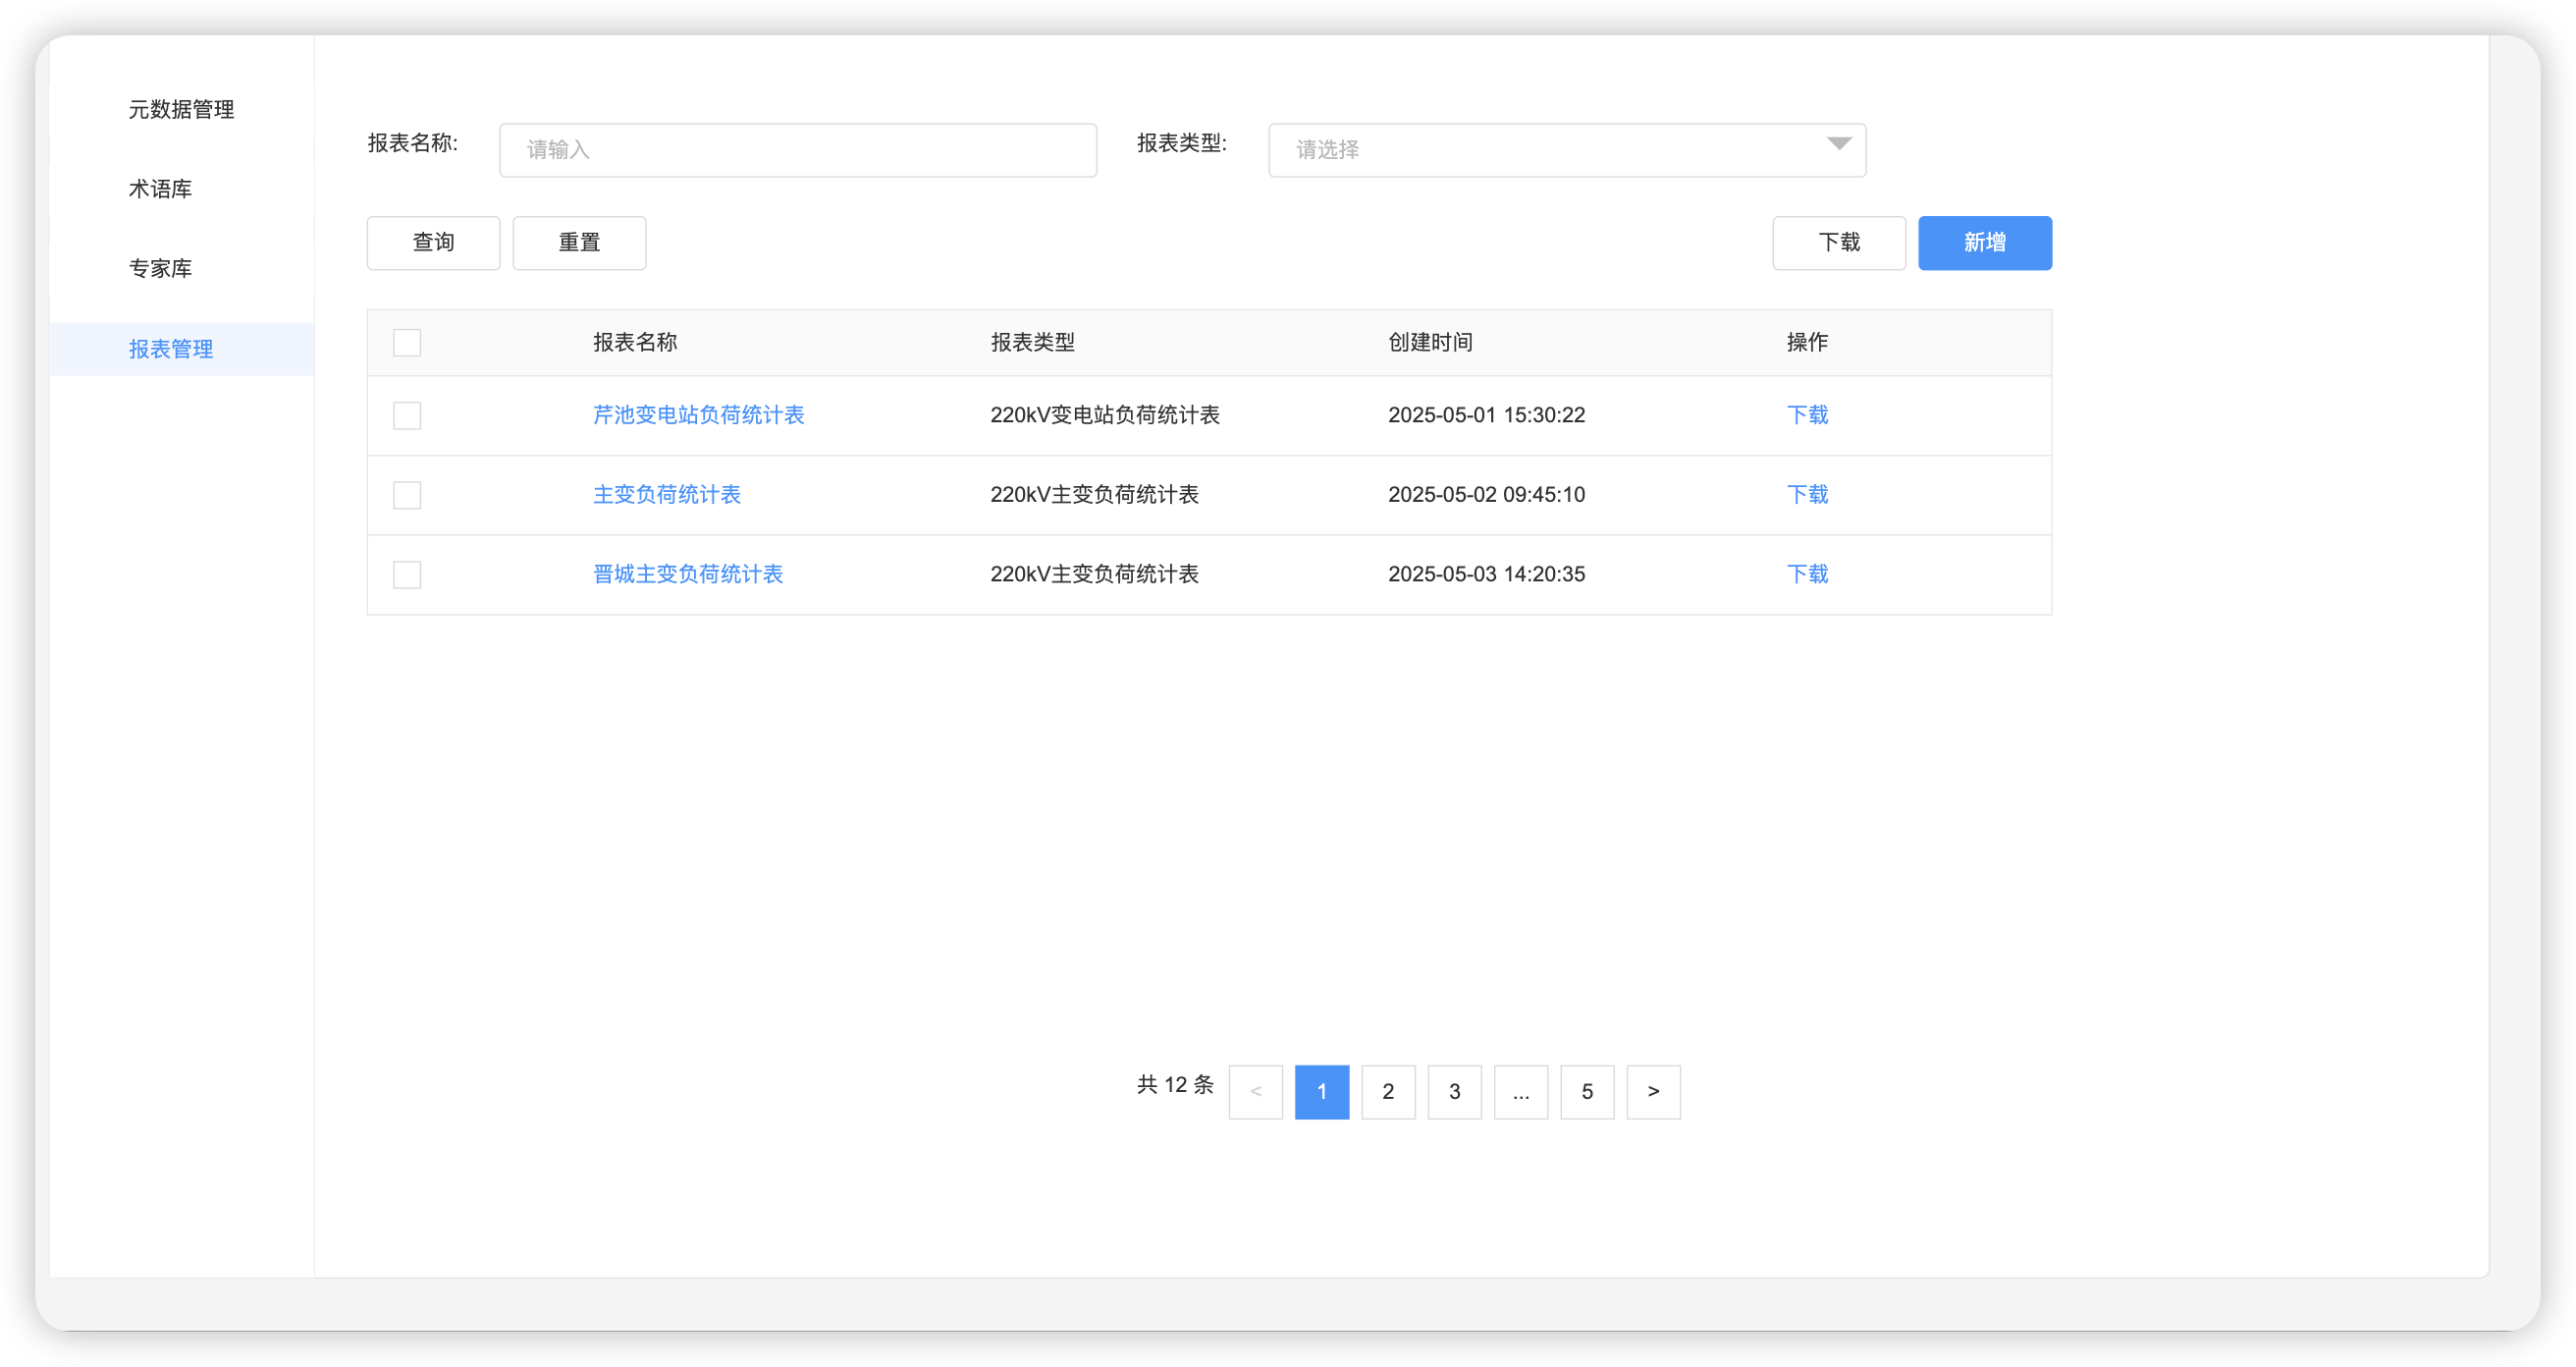 元数据管理
术语库
专家库
报表管理
报表名称: 请输入 报表类型: 请选择
查询 重置 下载 新增
报表名称 报表类型 创建时间 操作
芹池变电站负荷统计表 220kV变电站负荷统计表 2025-05-01 15:30:22 下载
主变负荷统计表 220kV主变负荷统计表 2025-05-02 09:45:10 下载
晋城主变负荷统计表 220kV主变负荷统计表 2025-05-03 14:20:35 下载
共 12 条 < 1 2 3 ... 5 >